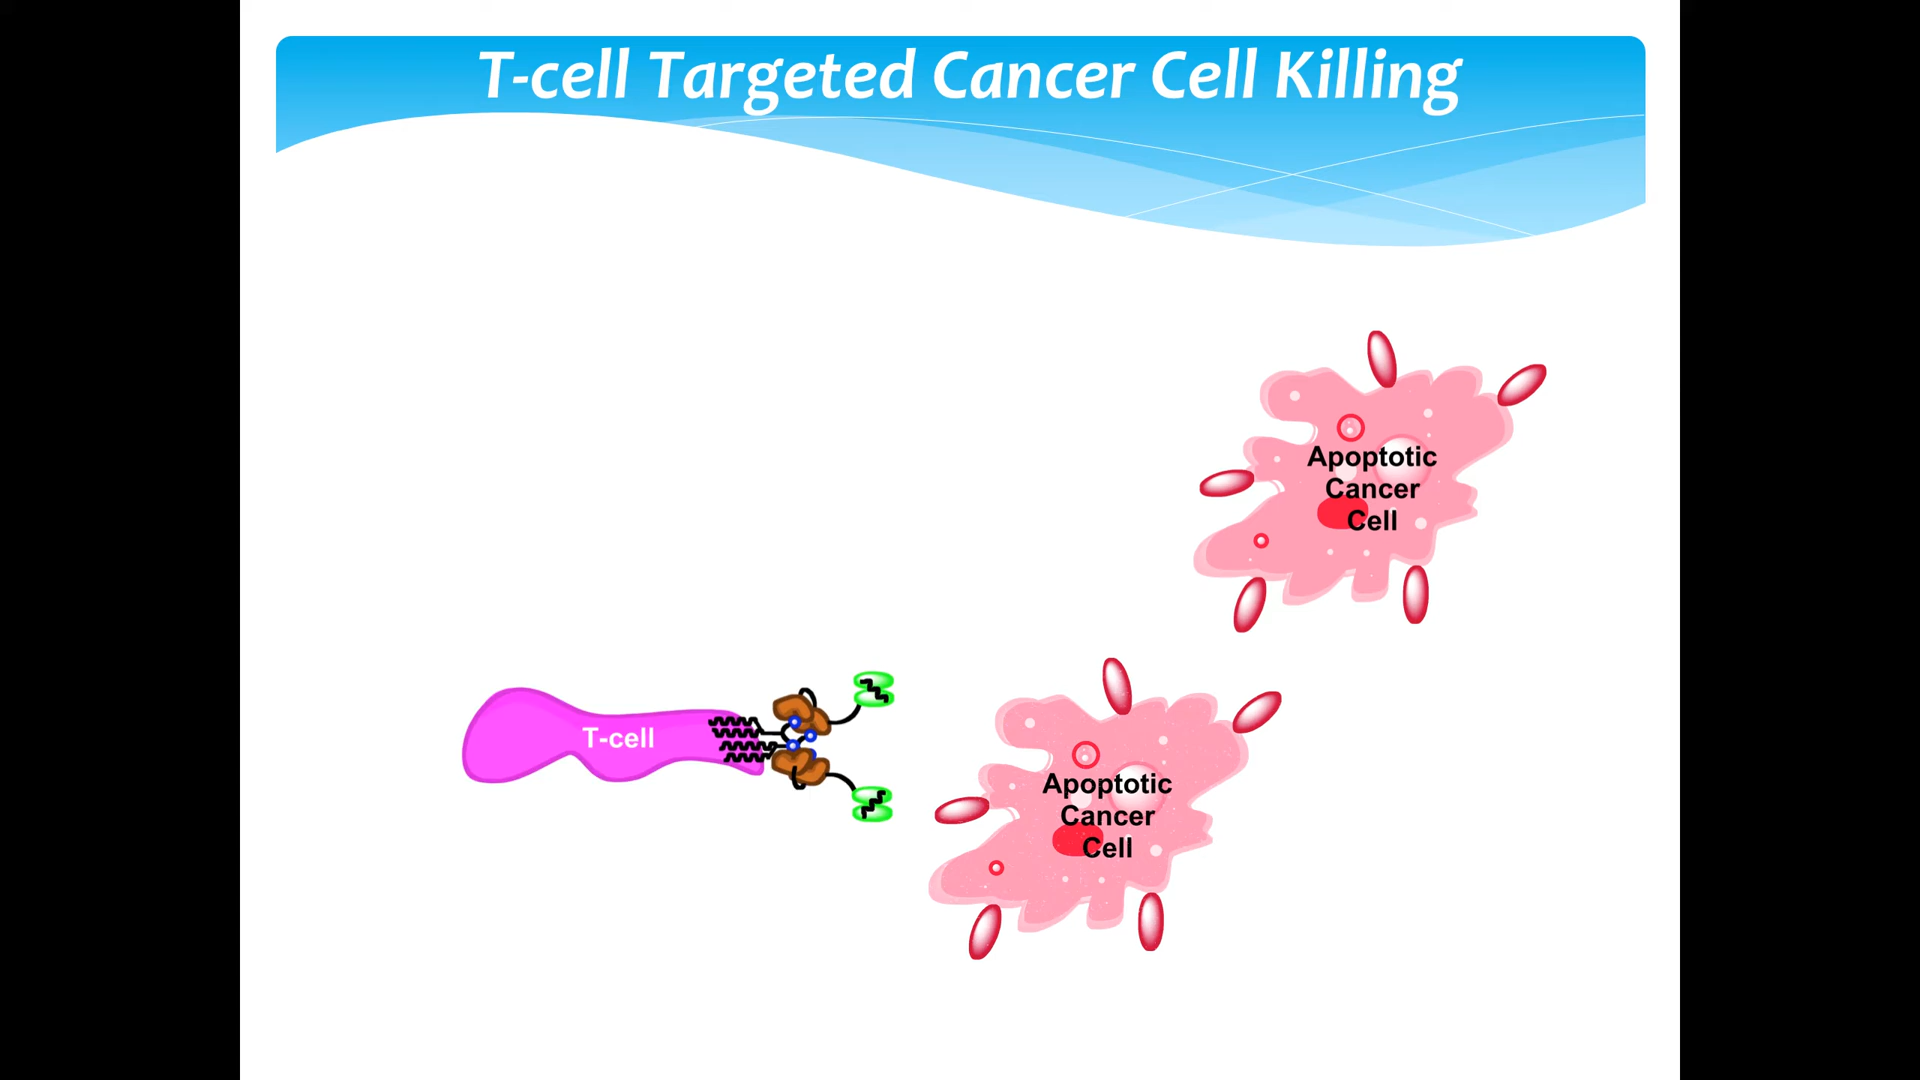 T-cell Targeted Cancer Cell Killing
Apoptotic
Cancer
Cell
T-cell
Apoptotic
Cancer
Cell